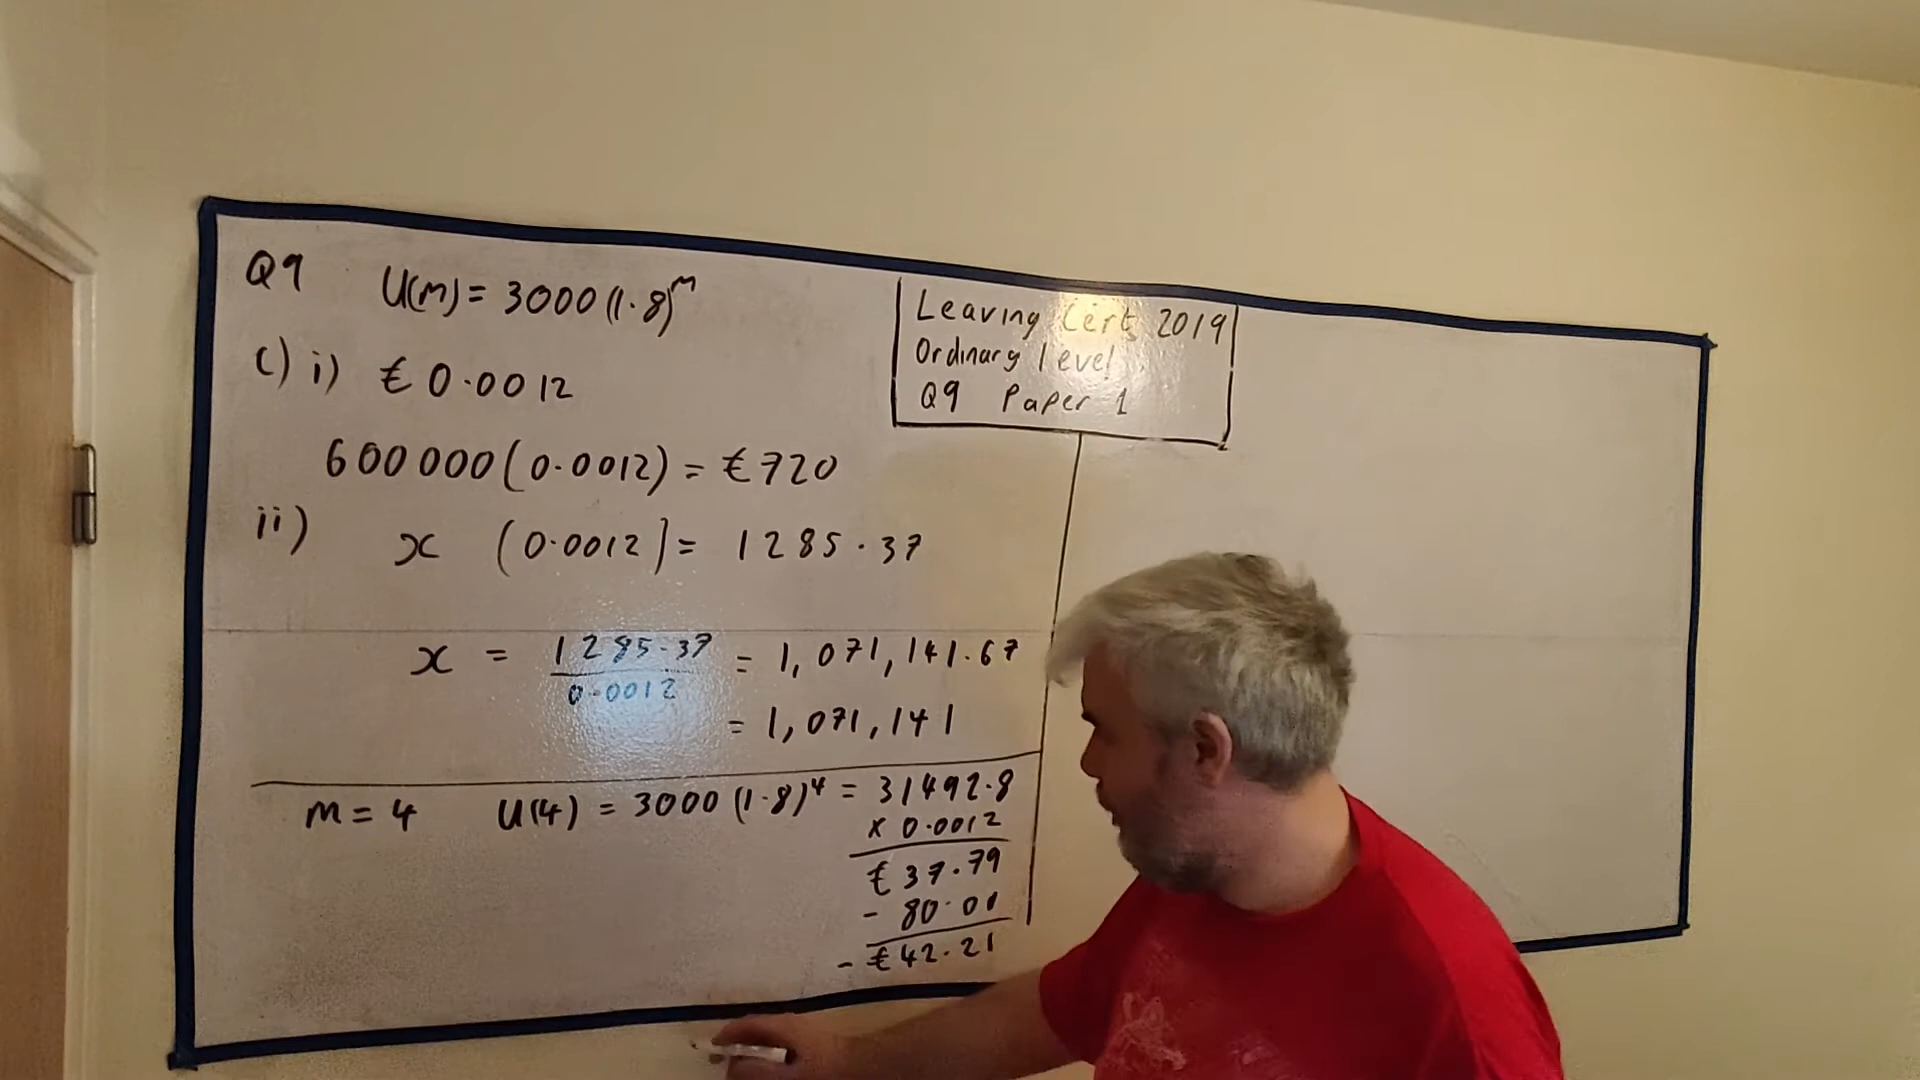 Q9 U(m) = 3000(1.8)^m
c) i) € 0.0012
600 000(0.0012) = €720
ii) x (0.0012) = 1285.37
x = 1285.37 / 0.0012 = 1,071,141.67
= 1,071,141
m = 4 U(4) = 3000(1.8)^4 = 31492.8
x 0.0012
€ 37.79
- 80.00
- € 42.21
Leaving Cert 2019
Ordinary level
Q9 Paper 1